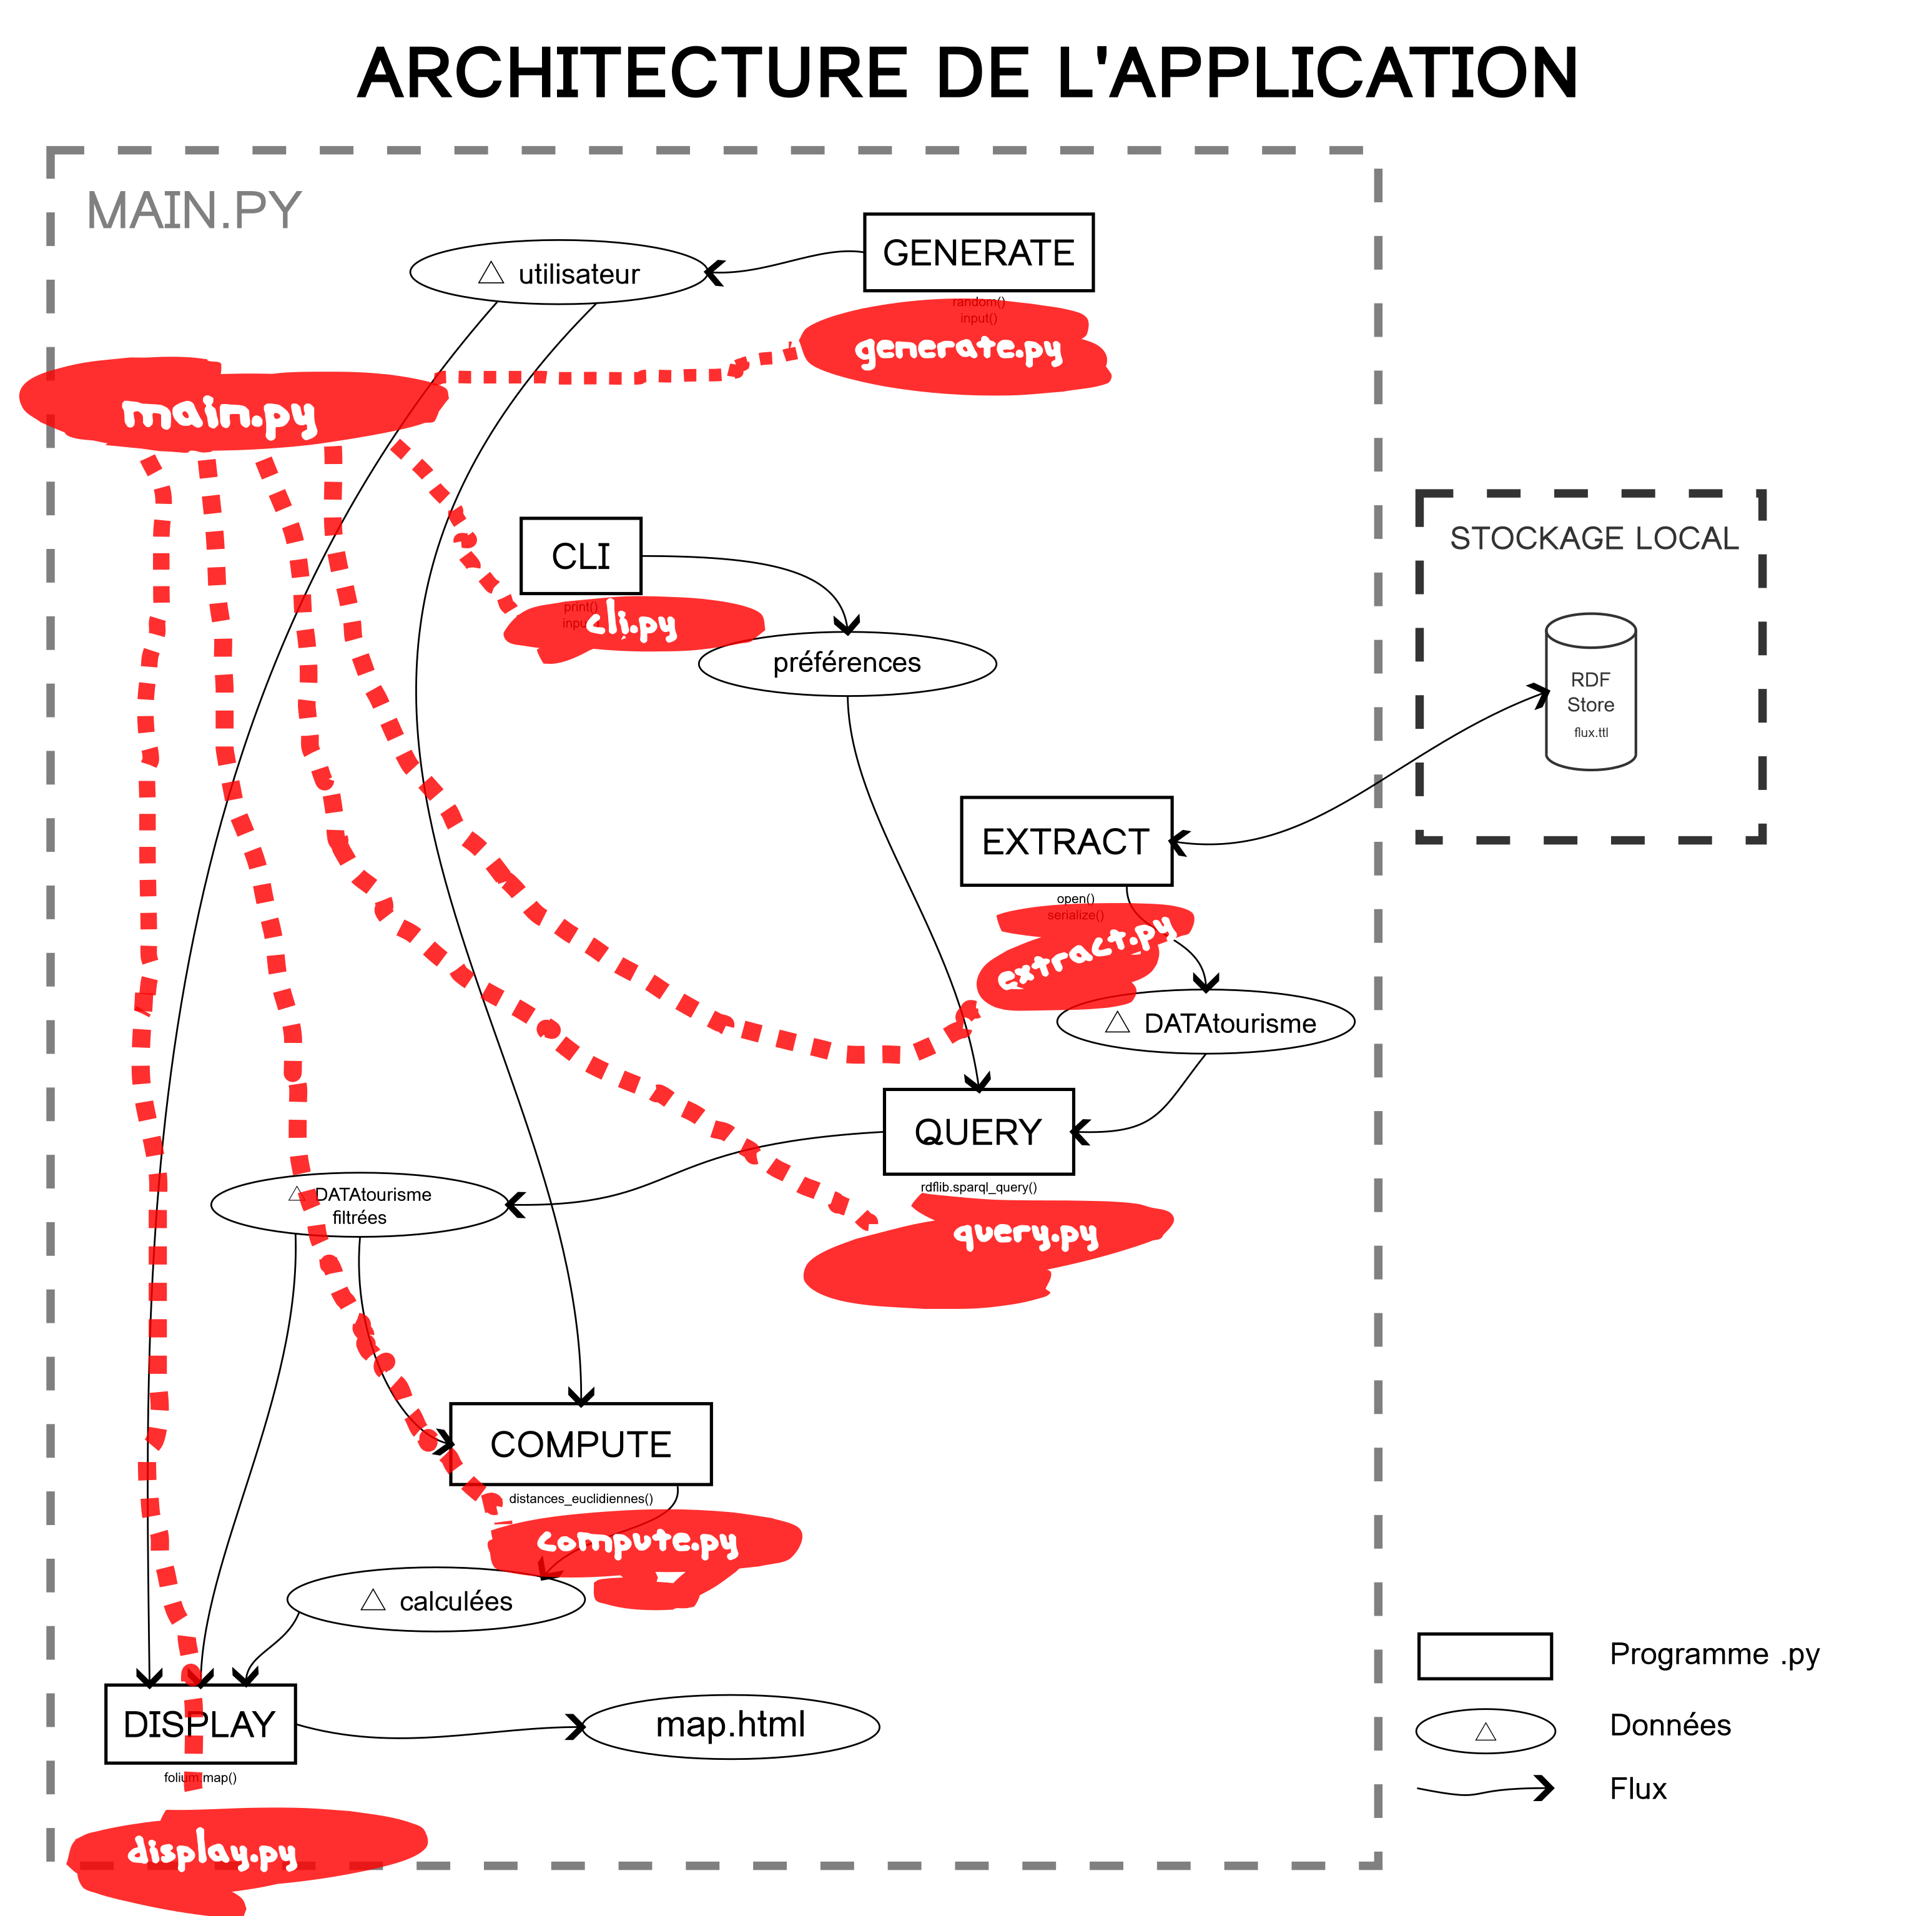 ARCHITECTURE DE L'APPLICATION
MAIN.PY
GENERATE
random()
input()
generate.py
△ utilisateur
main.py
CLI
print()
cli.py
préférences
STOCKAGE LOCAL
RDF
Store
flux.ttl
EXTRACT
open()
serialize()
extract.py
△ DATAtourisme
QUERY
rdflib.sparql_query()
query.py
△ DATAtourisme
filtrées
COMPUTE
distances_euclidiennes()
compute.py
△ calculées
DISPLAY
folium.map()
display.py
map.html
Programme .py
△
Données
Flux